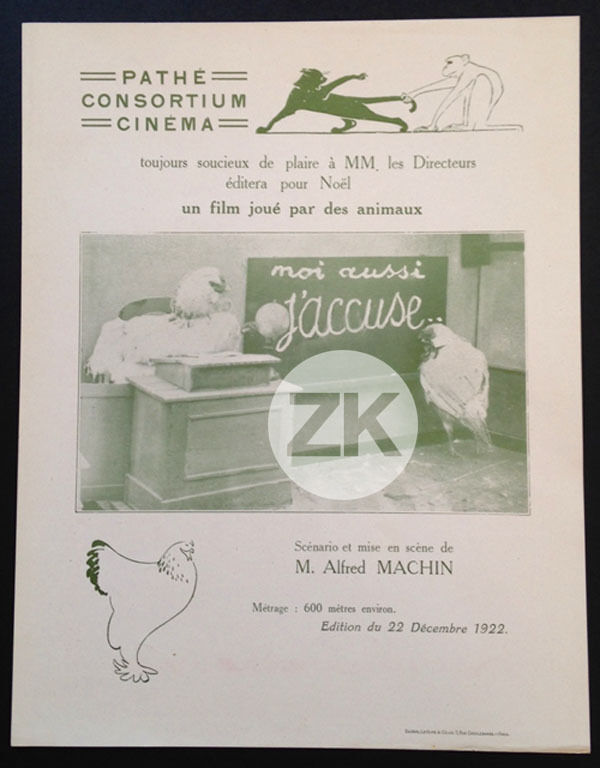 PATHÉ
CONSORTIUM
CINÉMA
toujours soucieux de plaire à MM. les Directeurs
éditera pour Noël
un film joué par des animaux
moi aussi
j'accuse..
ZK
Scénario et mise en scène de
M. Alfred MACHIN
Métrage : 600 mètres environ.
Edition du 22 Décembre 1922.